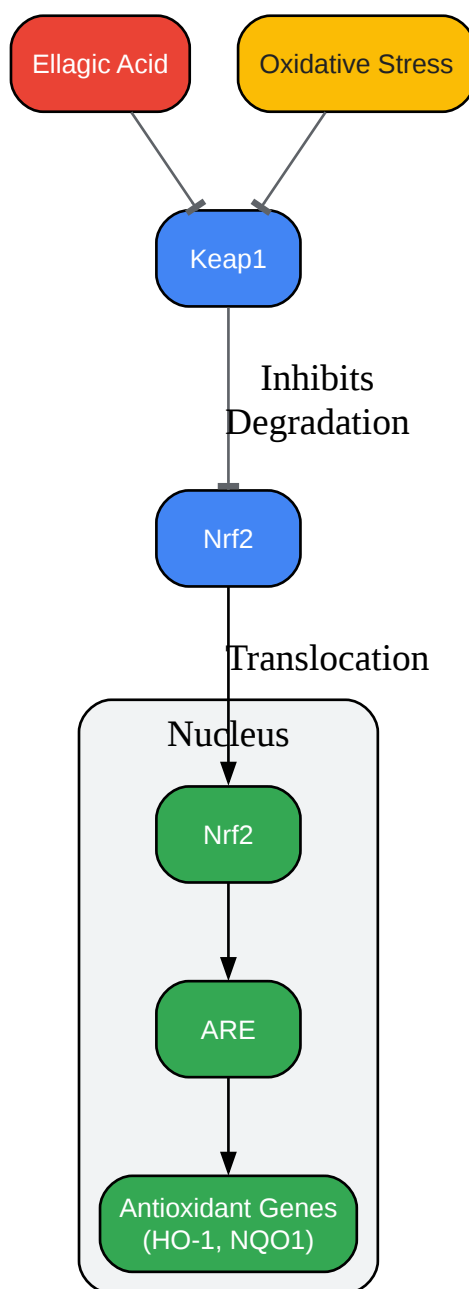 Ellagic Acid
Oxidative Stress
Keap1
Inhibits
Degradation
Nrf2
Translocation
Nucleus
Nrf2
ARE
Antioxidant Genes
(HO-1, NQO1)